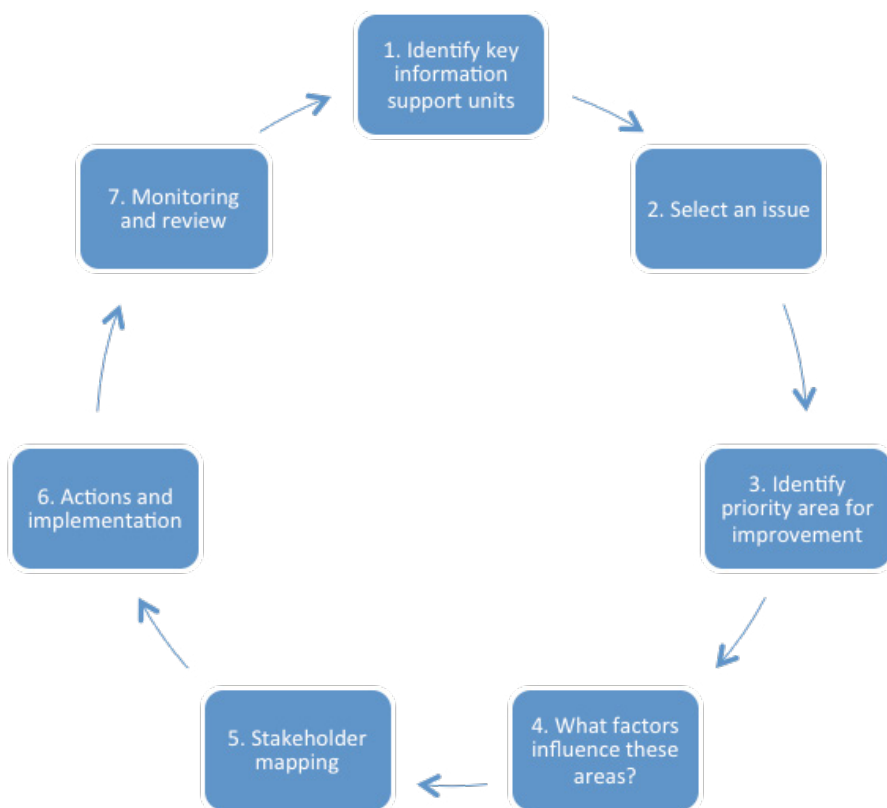 1. Identify key
information
support units
2. Select an issue
3. Identify
priority area for
improvement
4. What factors
influence these
areas?
5. Stakeholder
mapping
6. Actions and
implementation
7. Monitoring
and review